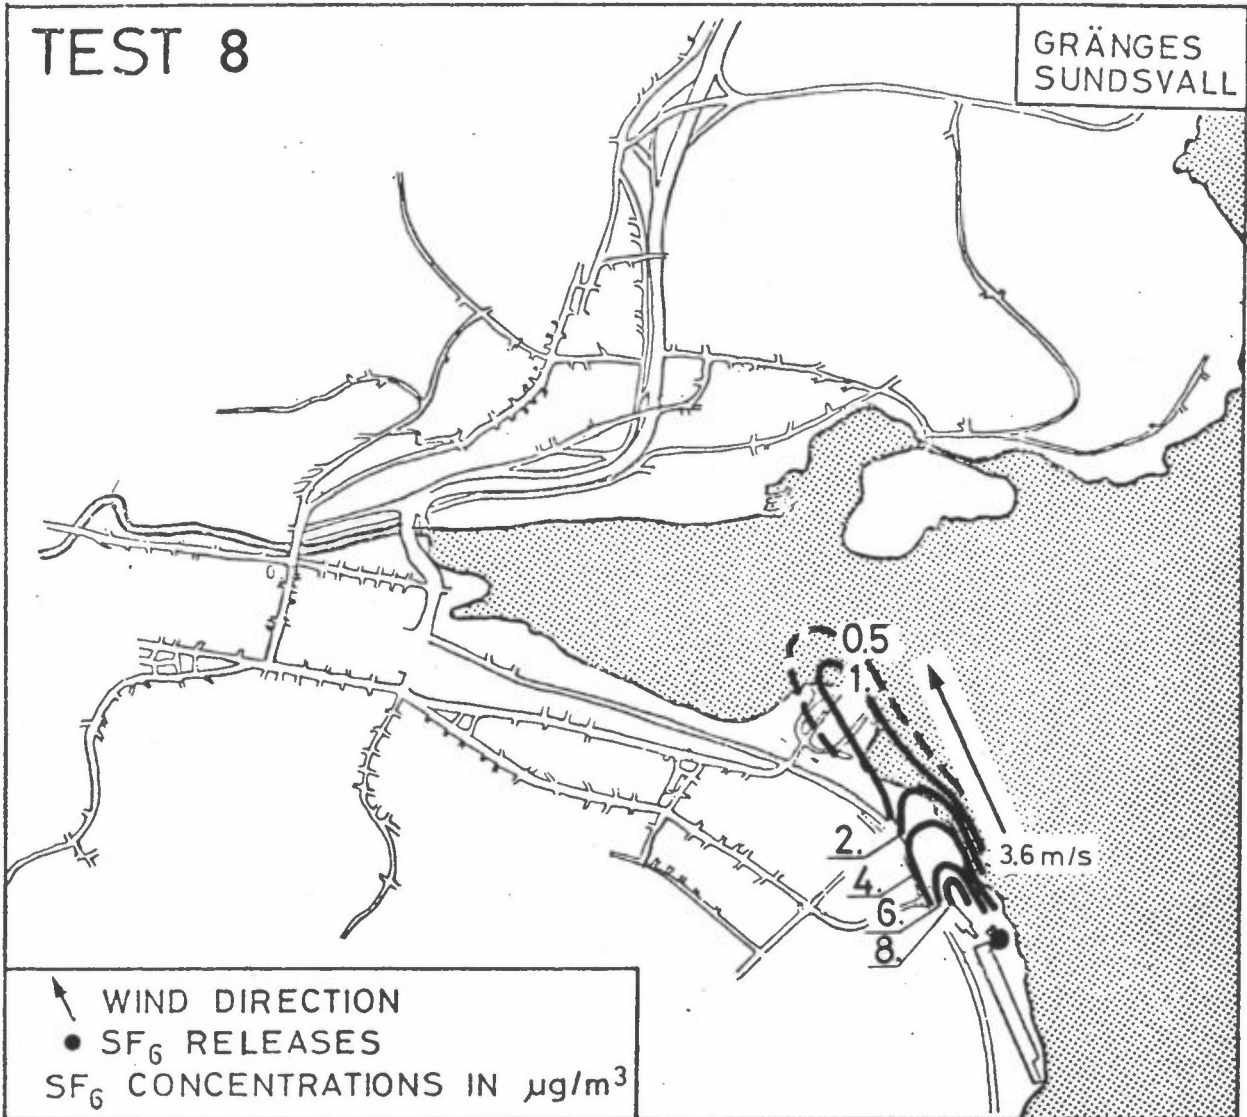 TEST 8
GRÄNGES
SUNDSVALL
0.5
1.
2.
3.6 m/s
4.
6.
8.
WIND DIRECTION
SF6 RELEASES
SF6 CONCENTRATIONS IN µg/m³